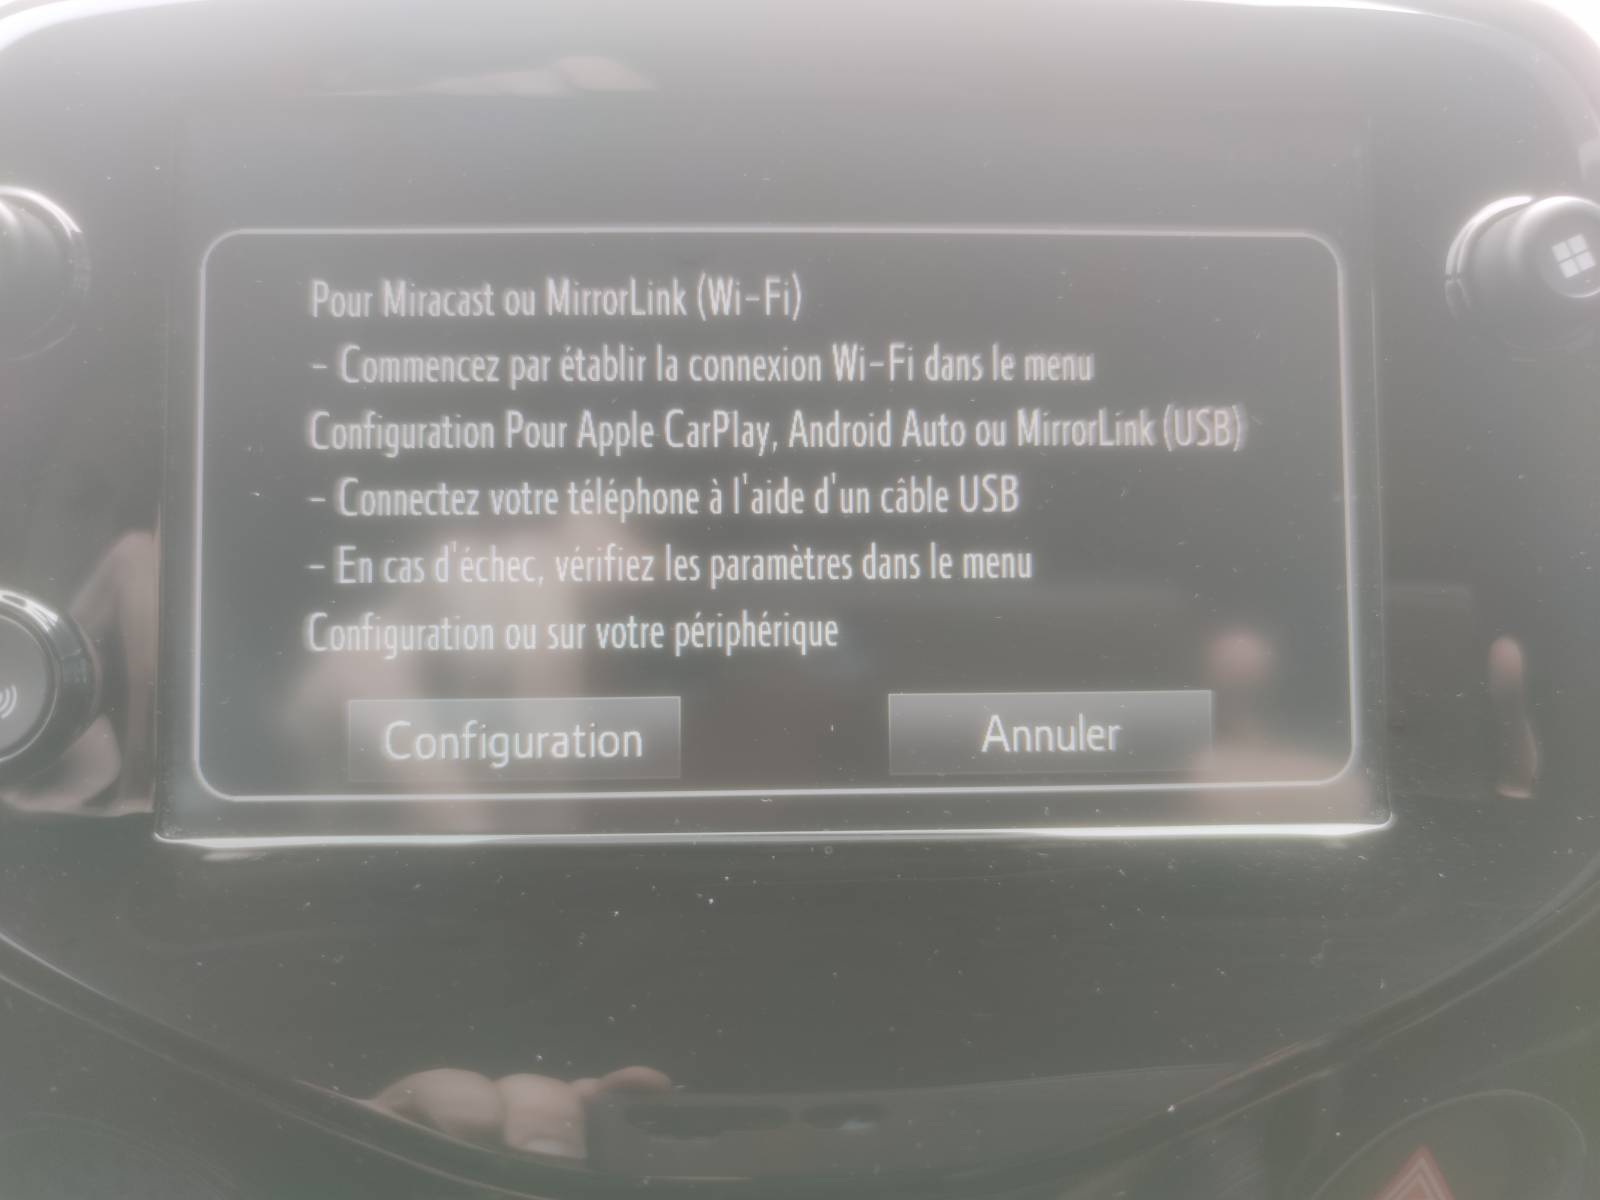 Pour Miracast ou MirrorLink (Wi-Fi)
- Commencez par établir la connexion Wi-Fi dans le menu
Configuration Pour Apple CarPlay, Android Auto ou MirrorLink (USB)
- Connectez votre téléphone à l'aide d'un câble USB
- En cas d'échec, vérifiez les paramètres dans le menu
Configuration ou sur votre périphérique
Configuration
Annuler